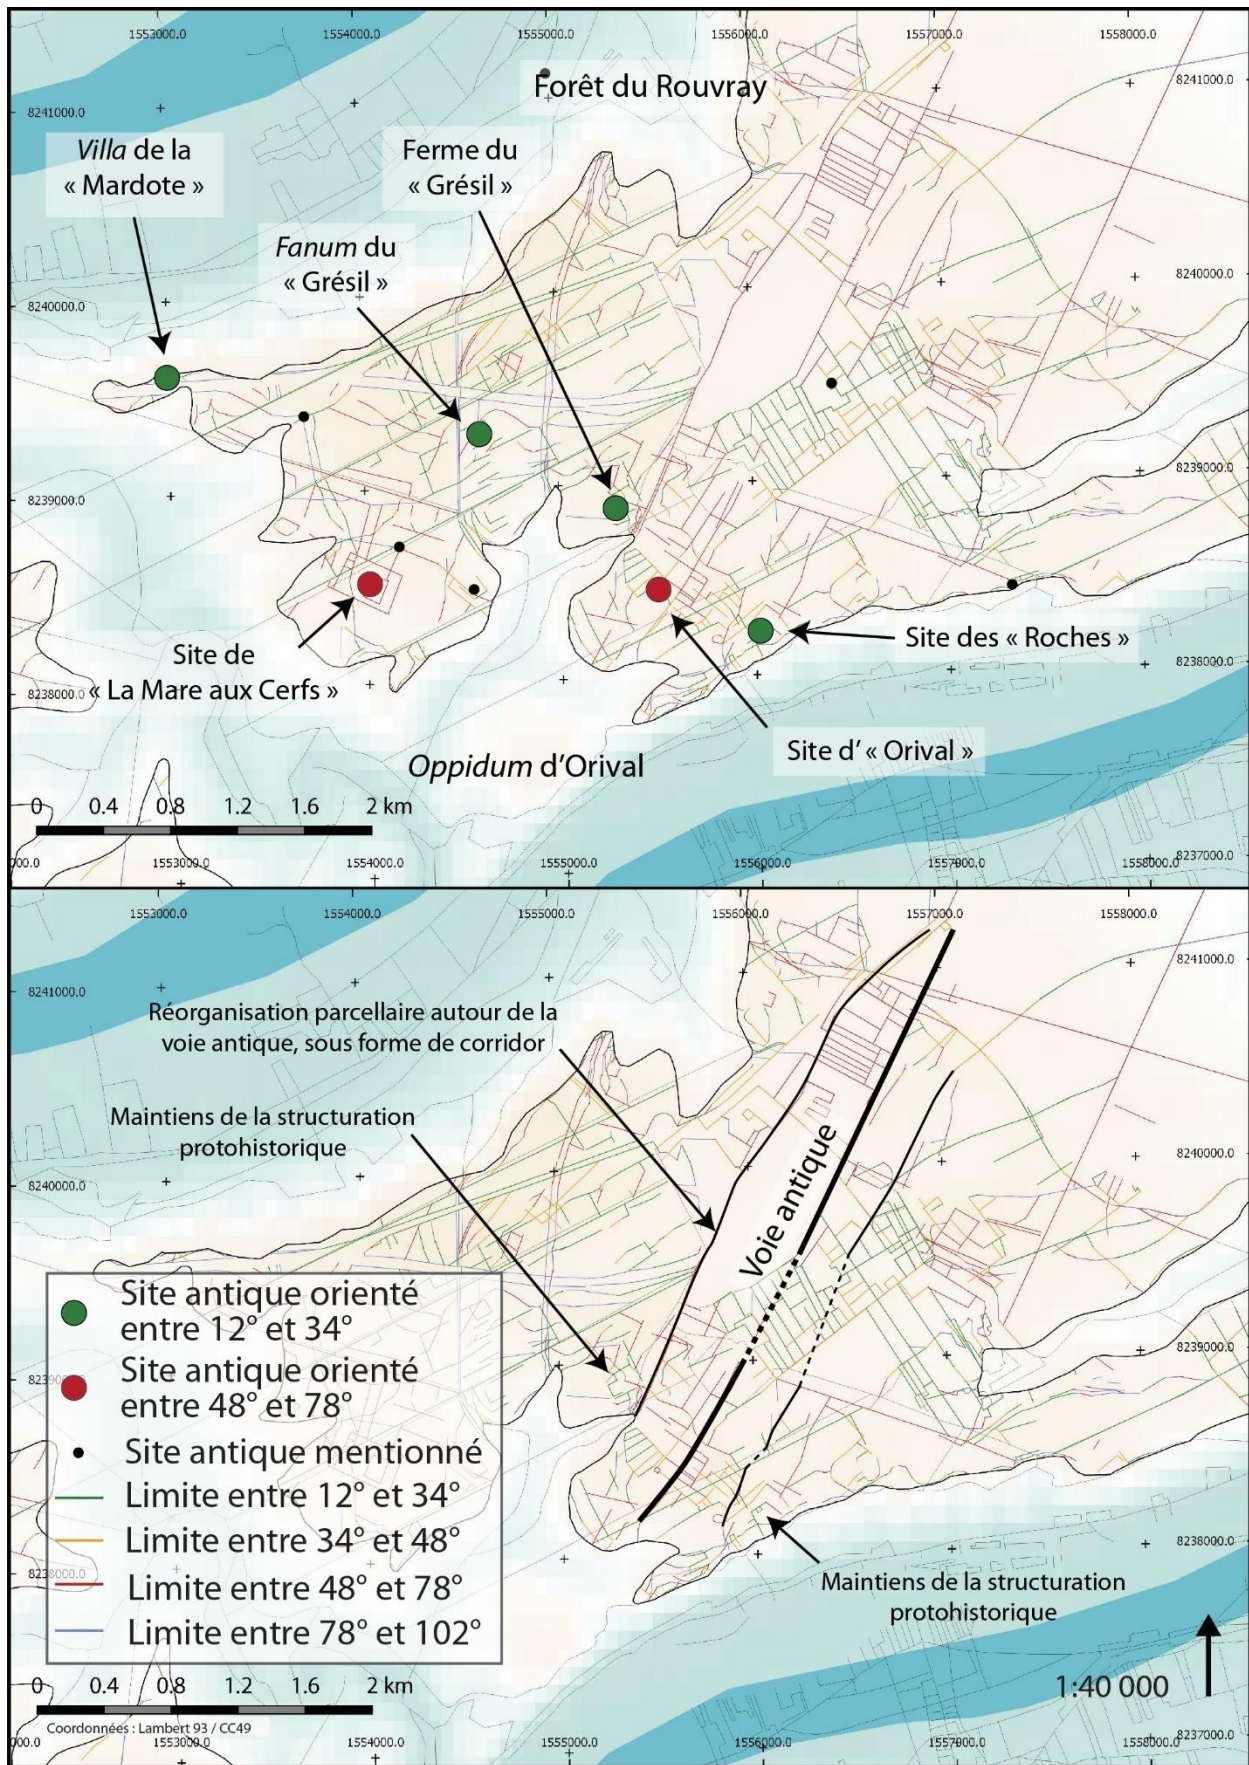 1553000.0 1554000.0 1555000.0 1556000.0 1557000.0 1558000.0
Forêt du Rouvray
8241000.0 8241000.0
Villa de la
« Mardote »
Ferme du
« Grésil »
Fanum du
« Grésil »
8240000.0 8240000.0
8239000.0 8239000.0
Site de
« La Mare aux Cerfs »
Site des « Roches »
8238000.0 8238000.0
Site d' « Orival »
Oppidum d'Orival
0 0.4 0.8 1.2 1.6 2 km
8237000.0
000.0 1553000.0 1554000.0 1555000.0 1556000.0 1557000.0 1558000.0
1553000.0 1554000.0 1555000.0 1556000.0 1557000.0 1558000.0
8241000.0 8241000.0
Réorganisation parcellaire autour de la
voie antique, sous forme de corridor
Maintiens de la structuration
protohistorique
8240000.0 8240000.0
Voie antique
Site antique orienté
entre 12° et 34°
8239000.0 8239000.0
Site antique orienté
entre 48° et 78°
Site antique mentionné
Limite entre 12° et 34°
Limite entre 34° et 48°
8238000.0 8238000.0
Limite entre 48° et 78°
Limite entre 78° et 102°
Maintiens de la structuration
protohistorique
0 0.4 0.8 1.2 1.6 2 km
1:40 000
Coordonnées : Lambert 93 / CC49
8237000.0
000.0 1553000.0 1554000.0 1555000.0 1556000.0 1557000.0 1558000.0